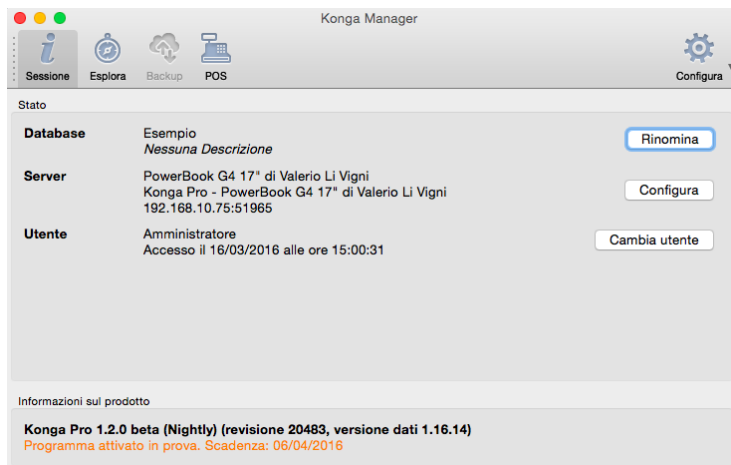 Konga Manager
Sessione
Esplora
Backup
POS
Configura
Stato
Database
Esempio
Rinomina
Nessuna Descrizione
Server
PowerBook G4 17" di Valerio Li Vigni
Konga Pro - PowerBook G4 17" di Valerio Li Vigni
Configura
192.168.10.75:51965
Utente
Amministratore
Cambia utente
Accesso il 16/03/2016 alle ore 15:00:31
Informazioni sul prodotto
Konga Pro 1.2.0 beta (Nightly) (revisione 20483, versione dati 1.16.14)
Programma attivato in prova. Scadenza: 06/04/2016